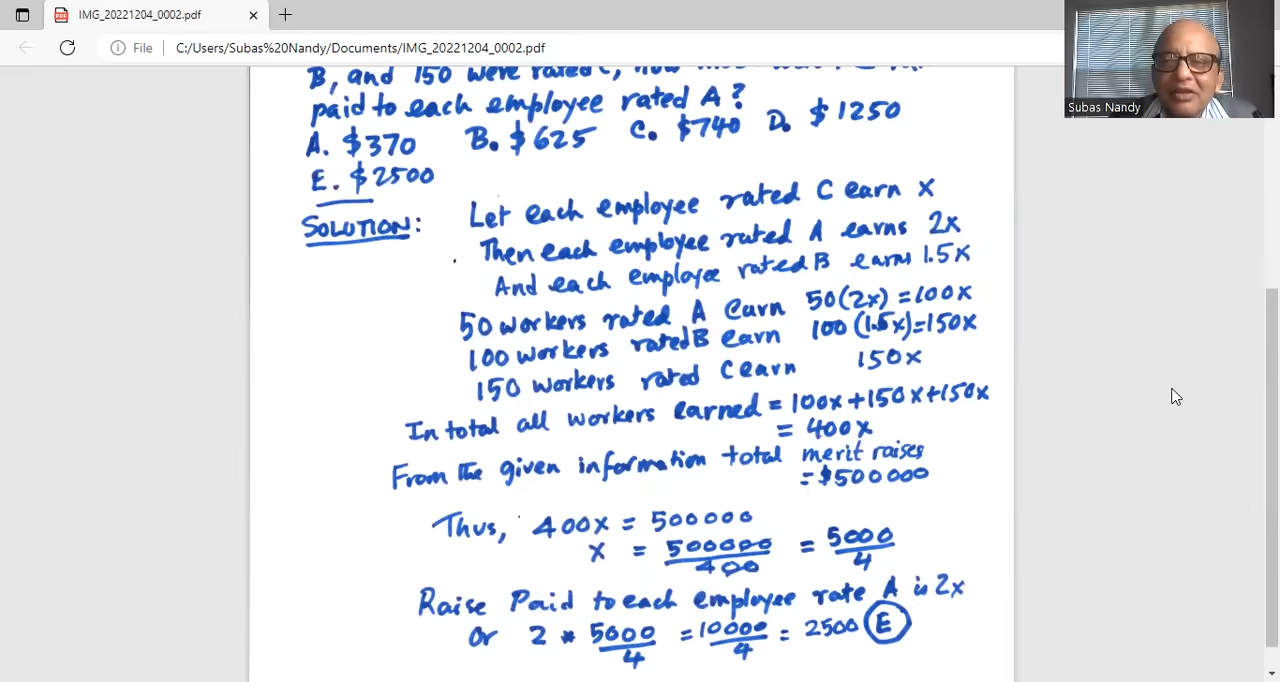 IMG_20221204_0002.pdf
File C:/Users/Subas%20Nandy/Documents/IMG_20221204_0002.pdf
Subas Nandy
B, and 150 were rated C, how
paid to each employee rated A?
A. $370 B. $625 C. $740 D. $1250
E. $2500
SOLUTION: Let each employee rated C earn x
Then each employee rated A earns 2x
And each employee rated B earns 1.5x
50 workers rated A earn 50(2x)=100x
100 workers rated B earn 100(1.5x)=150x
150 workers rated C earn 150x
In total all workers earned = 100x+150x+150x
= 400x
From the given information total merit raises
= $500000
Thus, 400x = 500000
x = 500000/400 = 5000/4
Raise Paid to each employee rate A is 2x
Or 2 * 5000/4 = 10000/4 = 2500 E